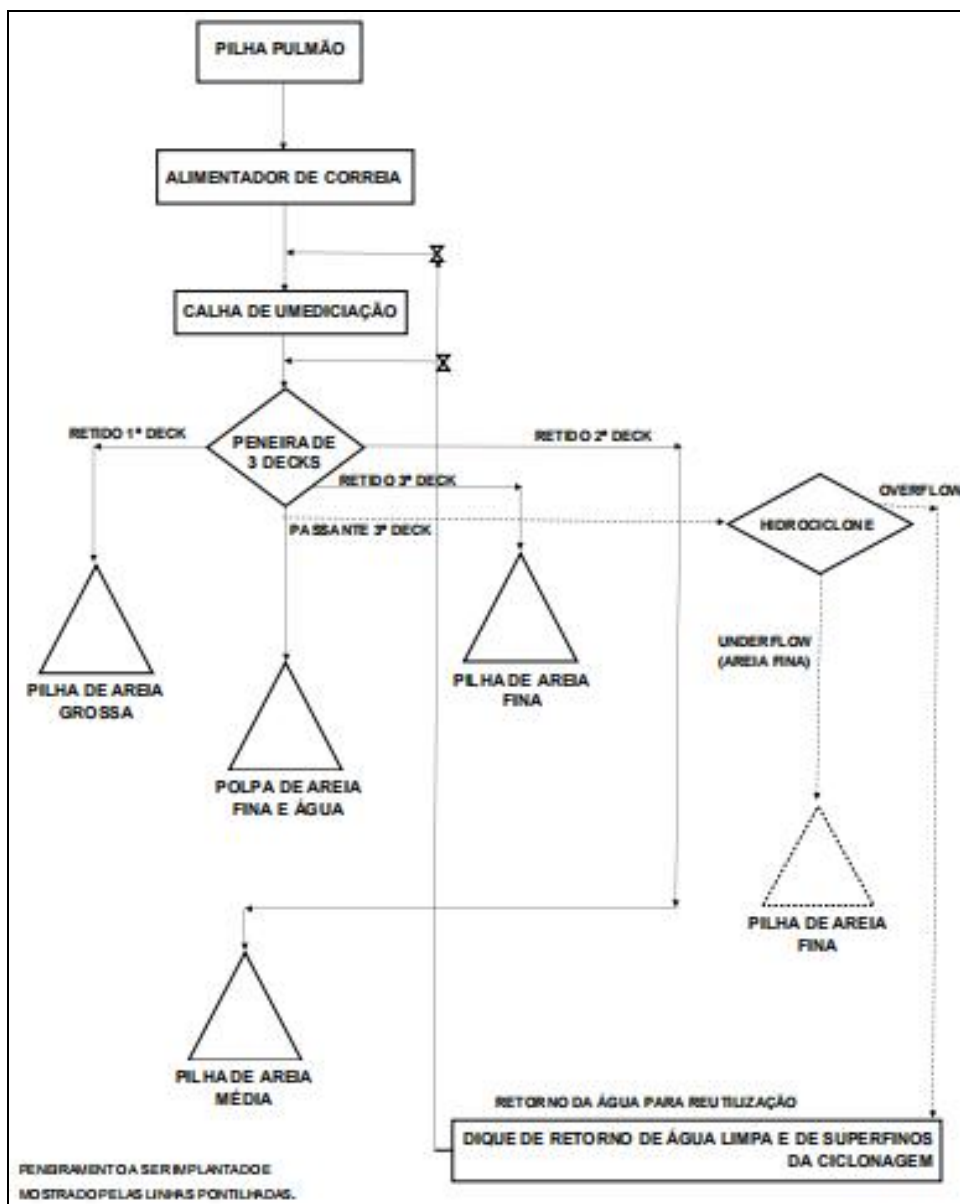 PILHA PULMÃO
ALIMENTADOR DE CORREIA
CALHA DE UMEDICIAÇÃO
RETIDO 1º DECK
PENEIRA DE
3 DECKS
RETIDO 2º DECK
RETIDO 3º DECK
PASSANTE 3º DECK
OVERFLOW
HIDROCICLONE
UNDERFLOW
(AREIA FINA)
PILHA DE AREIA
GROSSA
PILHA DE AREIA
FINA
POLPA DE AREIA
FINA E ÁGUA
PILHA DE AREIA
FINA
PILHA DE AREIA
MÉDIA
RETORNO DA ÁGUA PARA REUTILIZAÇÃO
DIQUE DE RETORNO DE ÁGUA LIMPA E DE SUPERFINOS
DA CICLONAGEM
PENEIRAMENTO A SER IMPLANTADO E
MOSTRADO PELAS LINHAS PONTILHADAS.